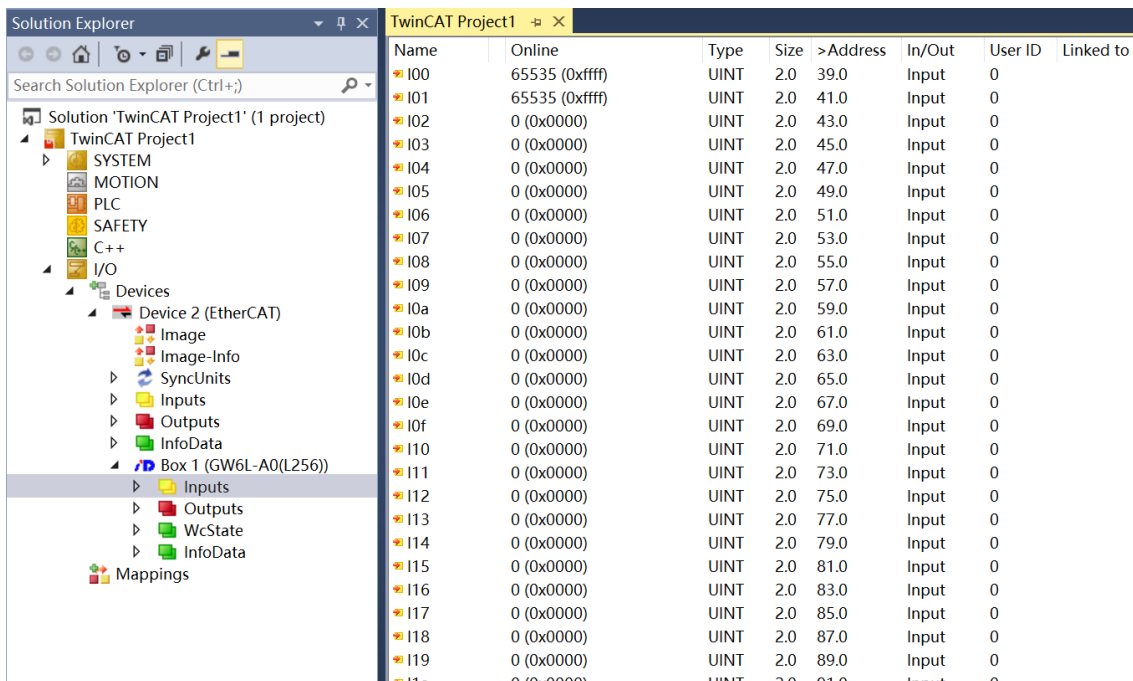 Solution Explorer
Search Solution Explorer (Ctrl+;)
Solution 'TwinCAT Project1' (1 project)
TwinCAT Project1
SYSTEM
MOTION
PLC
SAFETY
C++
I/O
Devices
Device 2 (EtherCAT)
Image
Image-Info
SyncUnits
Inputs
Outputs
InfoData
Box 1 (GW6L-A0(L256))
Inputs
Outputs
WcState
InfoData
Mappings
TwinCAT Project1
Name Online Type Size >Address In/Out User ID Linked to
I00 65535 (0xffff) UINT 2.0 39.0 Input 0
I01 65535 (0xffff) UINT 2.0 41.0 Input 0
I02 0 (0x0000) UINT 2.0 43.0 Input 0
I03 0 (0x0000) UINT 2.0 45.0 Input 0
I04 0 (0x0000) UINT 2.0 47.0 Input 0
I05 0 (0x0000) UINT 2.0 49.0 Input 0
I06 0 (0x0000) UINT 2.0 51.0 Input 0
I07 0 (0x0000) UINT 2.0 53.0 Input 0
I08 0 (0x0000) UINT 2.0 55.0 Input 0
I09 0 (0x0000) UINT 2.0 57.0 Input 0
I0a 0 (0x0000) UINT 2.0 59.0 Input 0
I0b 0 (0x0000) UINT 2.0 61.0 Input 0
I0c 0 (0x0000) UINT 2.0 63.0 Input 0
I0d 0 (0x0000) UINT 2.0 65.0 Input 0
I0e 0 (0x0000) UINT 2.0 67.0 Input 0
I0f 0 (0x0000) UINT 2.0 69.0 Input 0
I10 0 (0x0000) UINT 2.0 71.0 Input 0
I11 0 (0x0000) UINT 2.0 73.0 Input 0
I12 0 (0x0000) UINT 2.0 75.0 Input 0
I13 0 (0x0000) UINT 2.0 77.0 Input 0
I14 0 (0x0000) UINT 2.0 79.0 Input 0
I15 0 (0x0000) UINT 2.0 81.0 Input 0
I16 0 (0x0000) UINT 2.0 83.0 Input 0
I17 0 (0x0000) UINT 2.0 85.0 Input 0
I18 0 (0x0000) UINT 2.0 87.0 Input 0
I19 0 (0x0000) UINT 2.0 89.0 Input 0